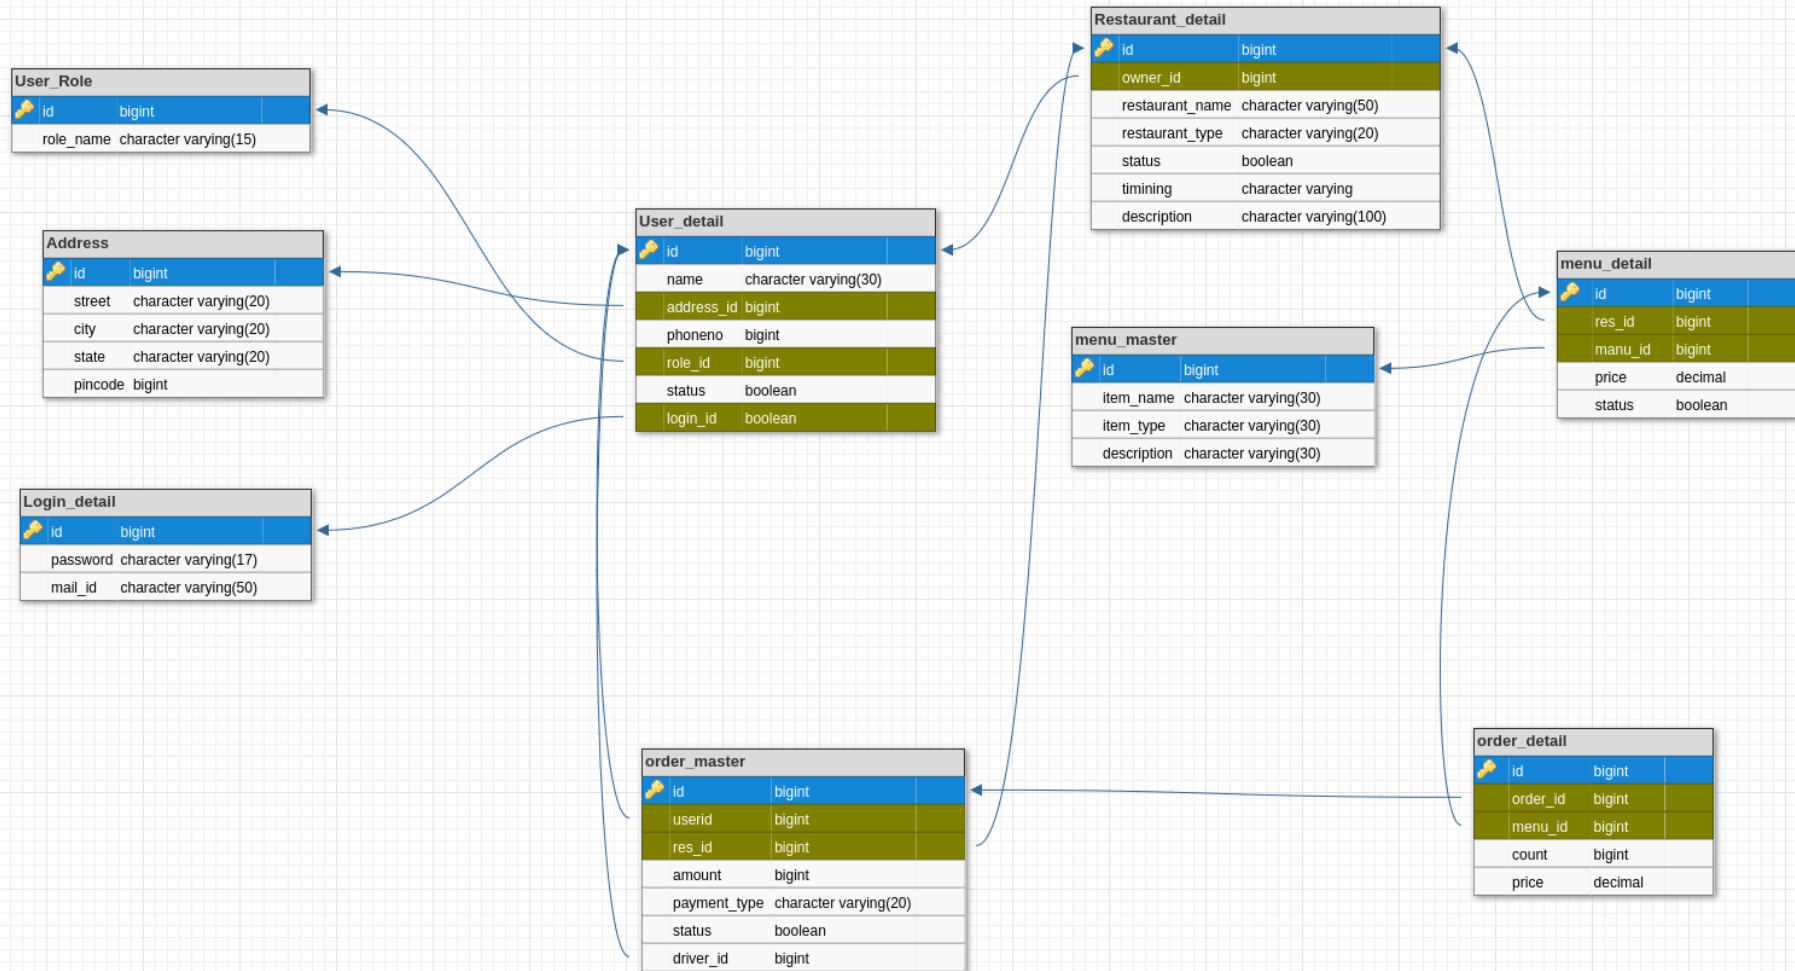 Restaurant_detail
id bigint
owner_id bigint
restaurant_name character varying(50)
restaurant_type character varying(20)
status boolean
timining character varying
description character varying(100)
User_Role
id bigint
role_name character varying(15)
Address
id bigint
street character varying(20)
city character varying(20)
state character varying(20)
pincode bigint
User_detail
id bigint
name character varying(30)
address_id bigint
phoneno bigint
role_id bigint
status boolean
login_id boolean
menu_detail
id bigint
res_id bigint
manu_id bigint
price decimal
status boolean
menu_master
id bigint
item_name character varying(30)
item_type character varying(30)
description character varying(30)
Login_detail
id bigint
password character varying(17)
mail_id character varying(50)
order_master
id bigint
userid bigint
res_id bigint
amount bigint
payment_type character varying(20)
status boolean
driver_id bigint
order_detail
id bigint
order_id bigint
menu_id bigint
count bigint
price decimal